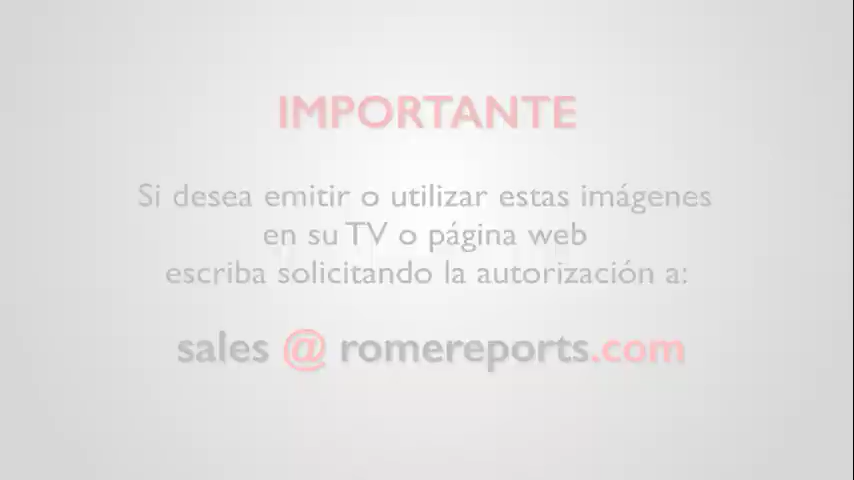 IMPORTANTE
Si desea emitir o utilizar estas imágenes
en su TV o página web
escriba solicitando la autorización a:
sales @ romereports.com